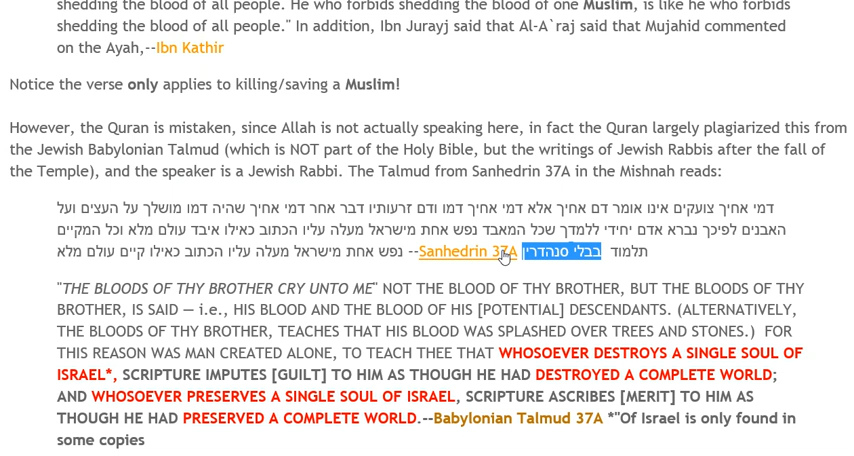 shedding the blood of all people. He who forbids shedding the blood of one Muslim, is like he who forbids
shedding the blood of all people." In addition, Ibn Jurayj said that Al-A`raj said that Mujahid commented
on the Ayah,--Ibn Kathir
Notice the verse only applies to killing/saving a Muslim!
However, the Quran is mistaken, since Allah is not actually speaking here, in fact the Quran largely plagiarized this from
the Jewish Babylonian Talmud (which is NOT part of the Holy Bible, but the writings of Jewish Rabbis after the fall of
the Temple), and the speaker is a Jewish Rabbi. The Talmud from Sanhedrin 37A in the Mishnah reads:
דמי אחיך צועקים אינו אומר דם אחיך אלא דמי אחיך דמו ודם זרעותיו דבר אחר דמי אחיך שהיה דמו מושלך על העצים ועל
האבנים לפיכך נברא אדם יחידי ללמדך שכל המאבד נפש אחת מישראל מעלה עליו הכתוב כאילו איבד עולם מלא וכל המקיים
נפש אחת מישראל מעלה עליו הכתוב כאילו קיים עולם מלא --Sanhedrin 37A תלמוד בבלי סנהדרין
"THE BLOODS OF THY BROTHER CRY UNTO ME" NOT THE BLOOD OF THY BROTHER, BUT THE BLOODS OF THY
BROTHER, IS SAID — i.e., HIS BLOOD AND THE BLOOD OF HIS [POTENTIAL] DESCENDANTS. (ALTERNATIVELY,
THE BLOODS OF THY BROTHER, TEACHES THAT HIS BLOOD WAS SPLASHED OVER TREES AND STONES.) FOR
THIS REASON WAS MAN CREATED ALONE, TO TEACH THEE THAT WHOSOEVER DESTROYS A SINGLE SOUL OF
ISRAEL*, SCRIPTURE IMPUTES [GUILT] TO HIM AS THOUGH HE HAD DESTROYED A COMPLETE WORLD;
AND WHOSOEVER PRESERVES A SINGLE SOUL OF ISRAEL, SCRIPTURE ASCRIBES [MERIT] TO HIM AS
THOUGH HE HAD PRESERVED A COMPLETE WORLD.--Babylonian Talmud 37A *"Of Israel is only found in
some copies